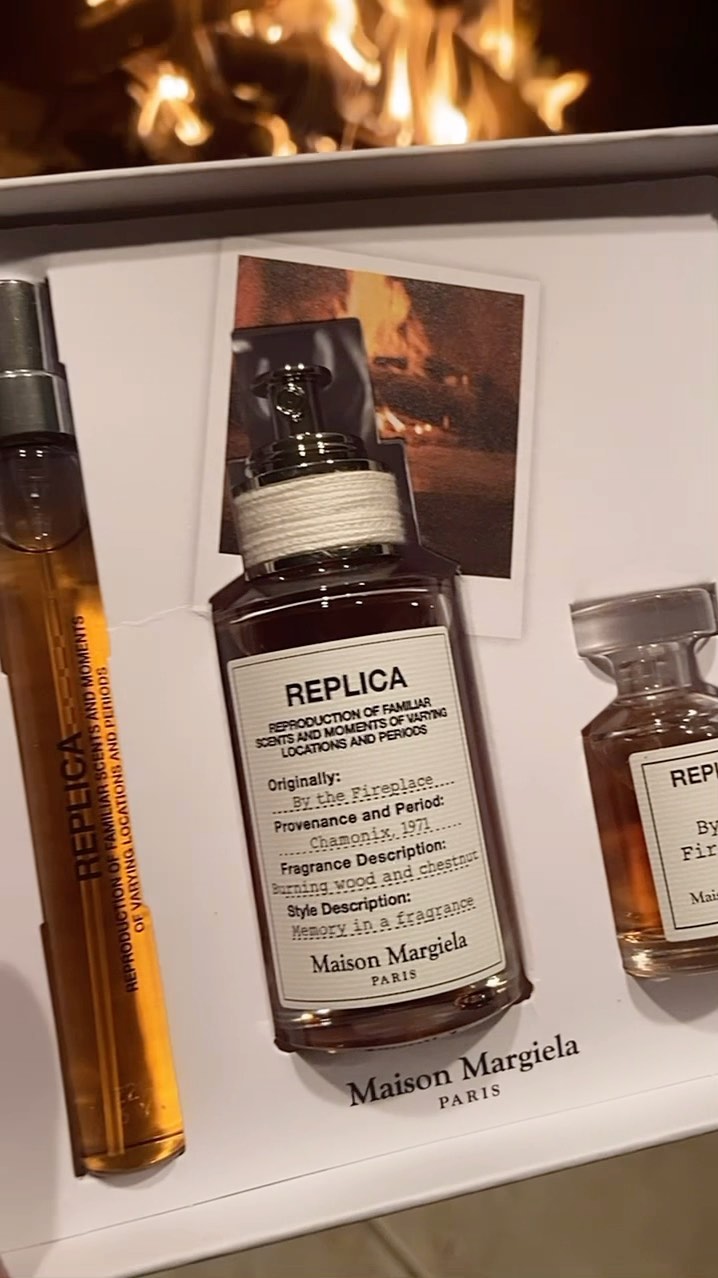 REPLICA
REPRODUCTION OF FAMILIAR SCENTS AND MOMENTS
OF VARYING LOCATIONS AND PERIODS
REPLICA
REPRODUCTION OF FAMILIAR
SCENTS AND MOMENTS OF VARYING
LOCATIONS AND PERIODS
Originally:
By the Fireplace
Provenance and Period:
Chamonix, 1971
Fragrance Description:
Burning wood and chestnut
Style Description:
Memory in a fragrance
Maison Margiela
PARIS
REPL
By
Fir
Mai
Maison Margiela
PARIS